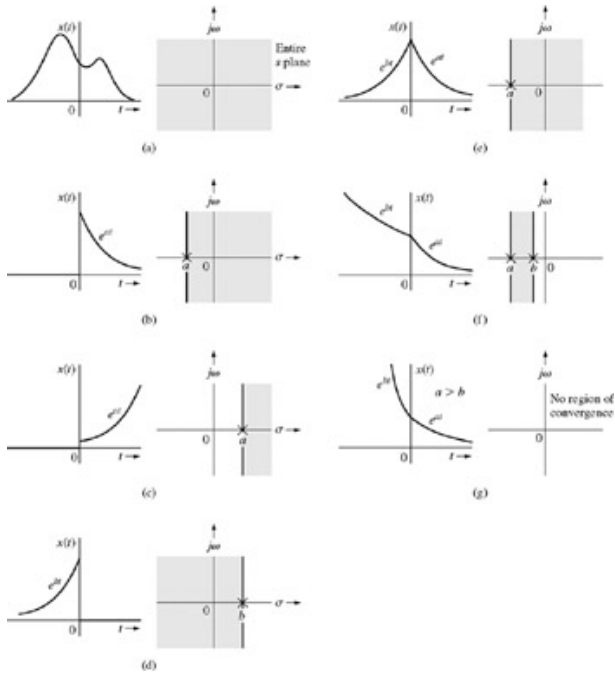 x(t)
jω
Entire
s plane
0
t →
0
σ →
(a)
x(t)
e^{bt}
e^{at}
jω
0
t →
a
0
(e)
x(t)
e^{at}
jω
0
t →
a
0
(b)
x(t)
e^{bt}
e^{at}
jω
0
t →
a
b
0
(f)
x(t)
e^{at}
jω
0
t →
0
a
σ →
(c)
e^{bt}
x(t)
a > b
e^{at}
jω
No region of
convergence
0
t →
0
(g)
x(t)
e^{bt}
jω
0
t →
0
b
σ →
(d)